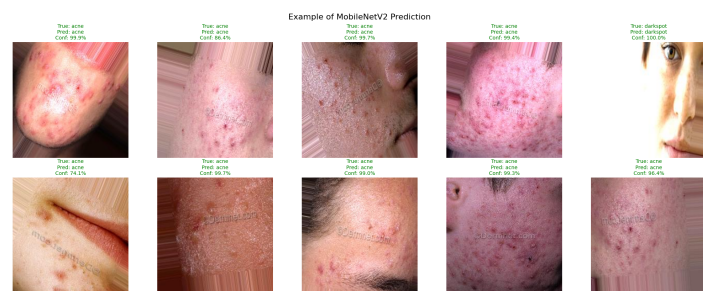 Example of MobileNetV2 Prediction
True: acne
Pred: acne
Conf: 99.9%
True: acne
Pred: acne
Conf: 86.4%
True: acne
Pred: acne
Conf: 99.7%
True: acne
Pred: acne
Conf: 99.4%
True: darkspot
Pred: darkspot
Conf: 100.0%
True: acne
Pred: acne
Conf: 74.1%
True: acne
Pred: acne
Conf: 99.7%
True: acne
Pred: acne
Conf: 99.0%
True: acne
Pred: acne
Conf: 99.3%
True: acne
Pred: acne
Conf: 96.4%